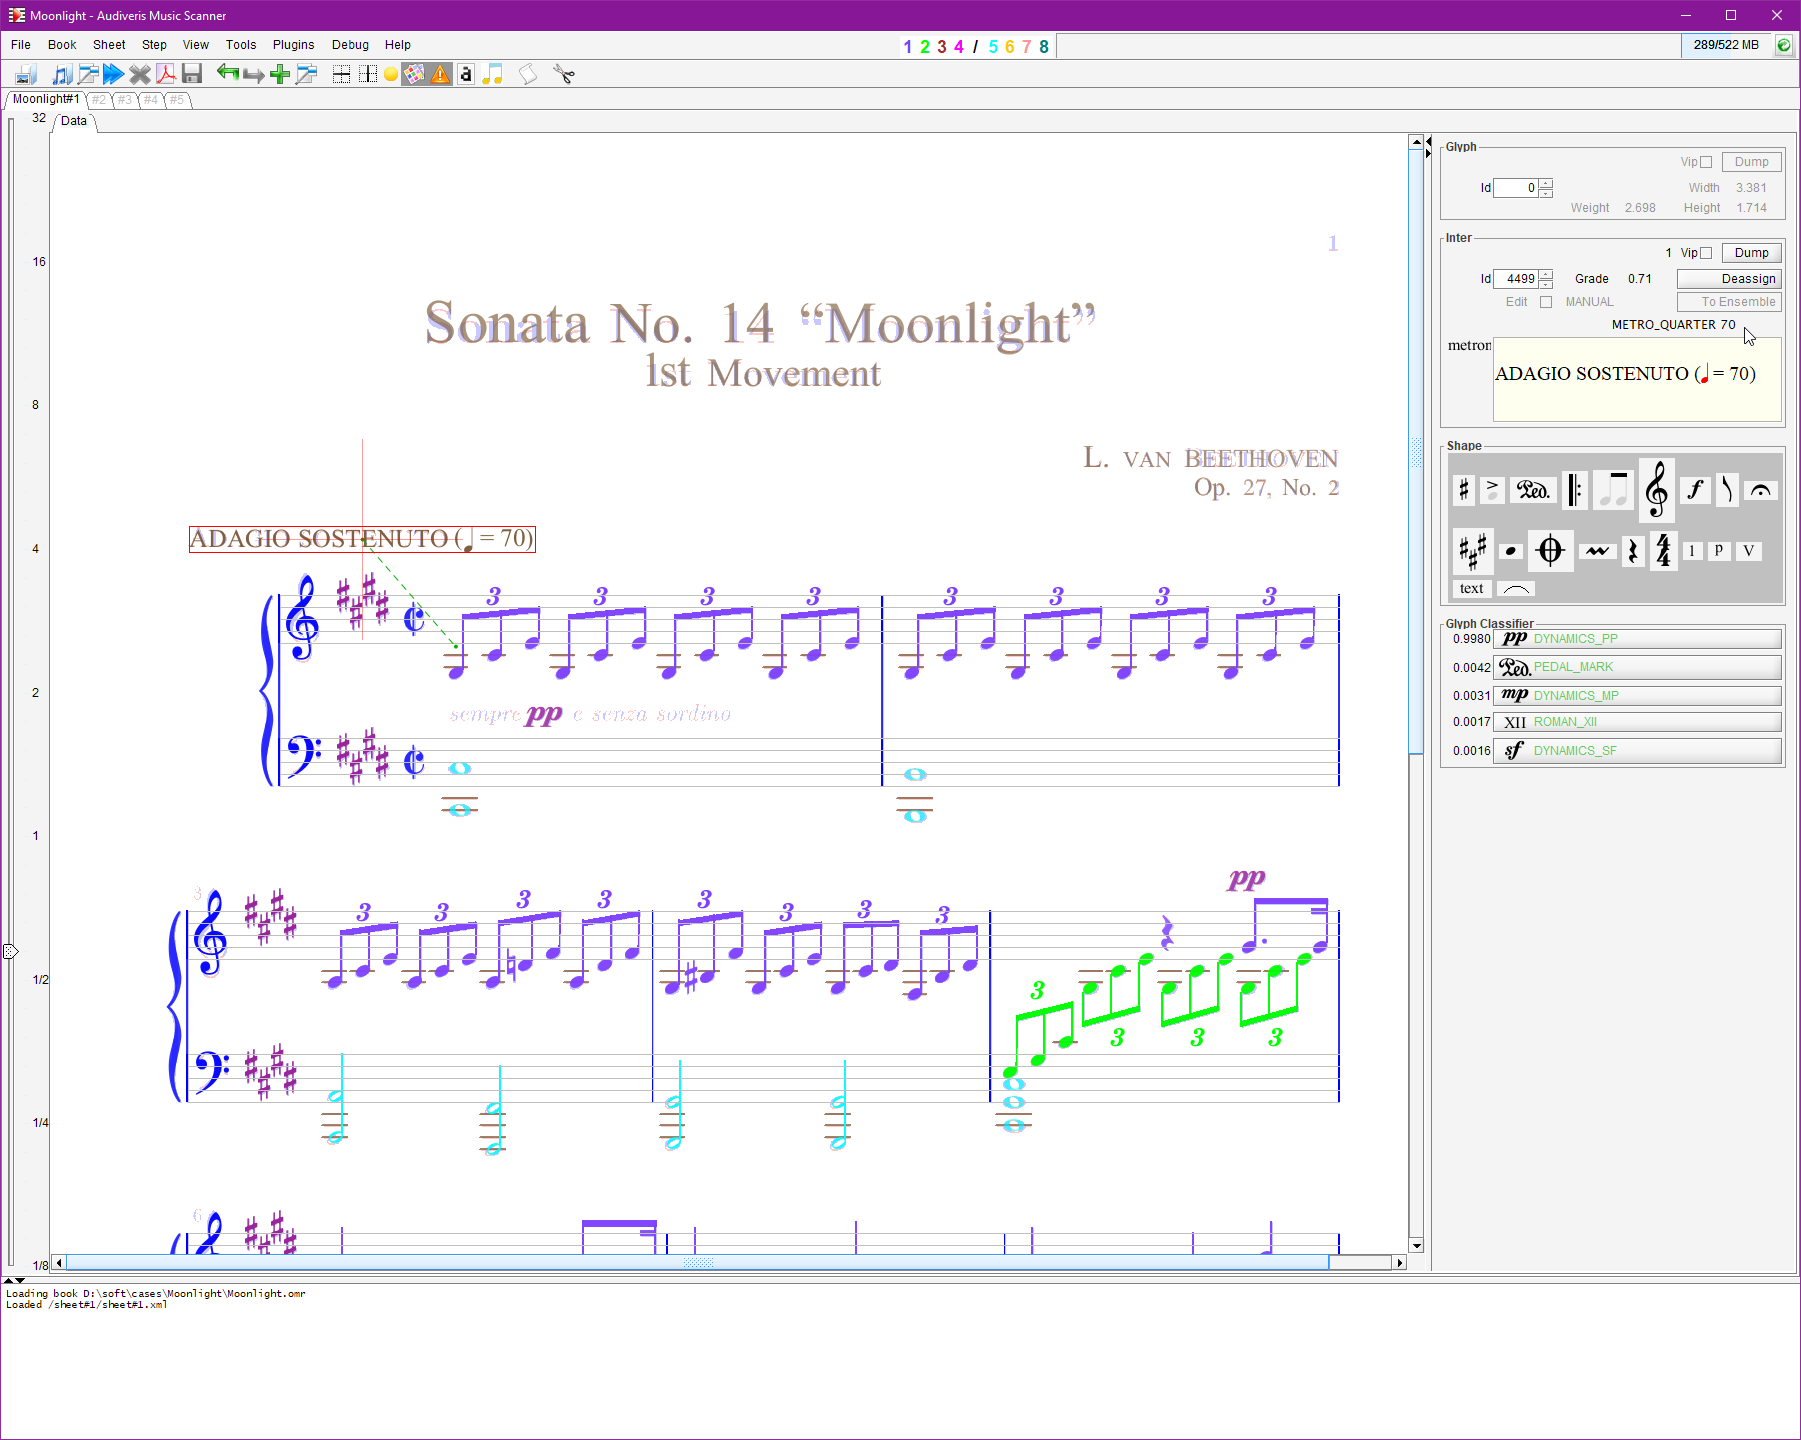 Moonlight - Audiveris Music Scanner
File Book Sheet Step View Tools Plugins Debug Help
1 2 3 4 / 5 6 7 8
289/522 MB
a
Moonlight#1 #2 #3 #4 #5
Data
32
16
8
4
2
1
1/2
1/4
1/8
1
Sonata No. 14 “Moonlight”
1st Movement
L. VAN BEETHOVEN
Op. 27, No. 2
ADAGIO SOSTENUTO (♩ = 70)
3 3 3 3 3 3 3 3
sempre pp e senza sordino
pp
3
3 3 3 3 3 3 3 3
3 3 3 3
6
Glyph
Vip Dump
Id 0 Width 3.381
Weight 2.698 Height 1.714
Inter
1 Vip Dump
Id 4499 Grade 0.71 Deassign
Edit MANUAL To Ensemble
METRO_QUARTER 70
metron
ADAGIO SOSTENUTO (♩ = 70)
Shape
Ped. f
1 p V
text
Glyph Classifier
0.9980 pp DYNAMICS_PP
0.0042 Ped. PEDAL_MARK
0.0031 mp DYNAMICS_MP
0.0017 XII ROMAN_XII
0.0016 sf DYNAMICS_SF
Loading book D:\soft\cases\Moonlight\Moonlight.omr
Loaded /sheet#1/sheet#1.xml